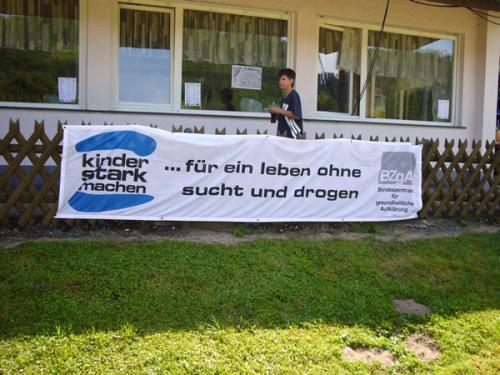 kinder
stark
machen
... für ein leben ohne
sucht und drogen
BZgA
Bundeszentrale
für
gesundheitliche
Aufklärung